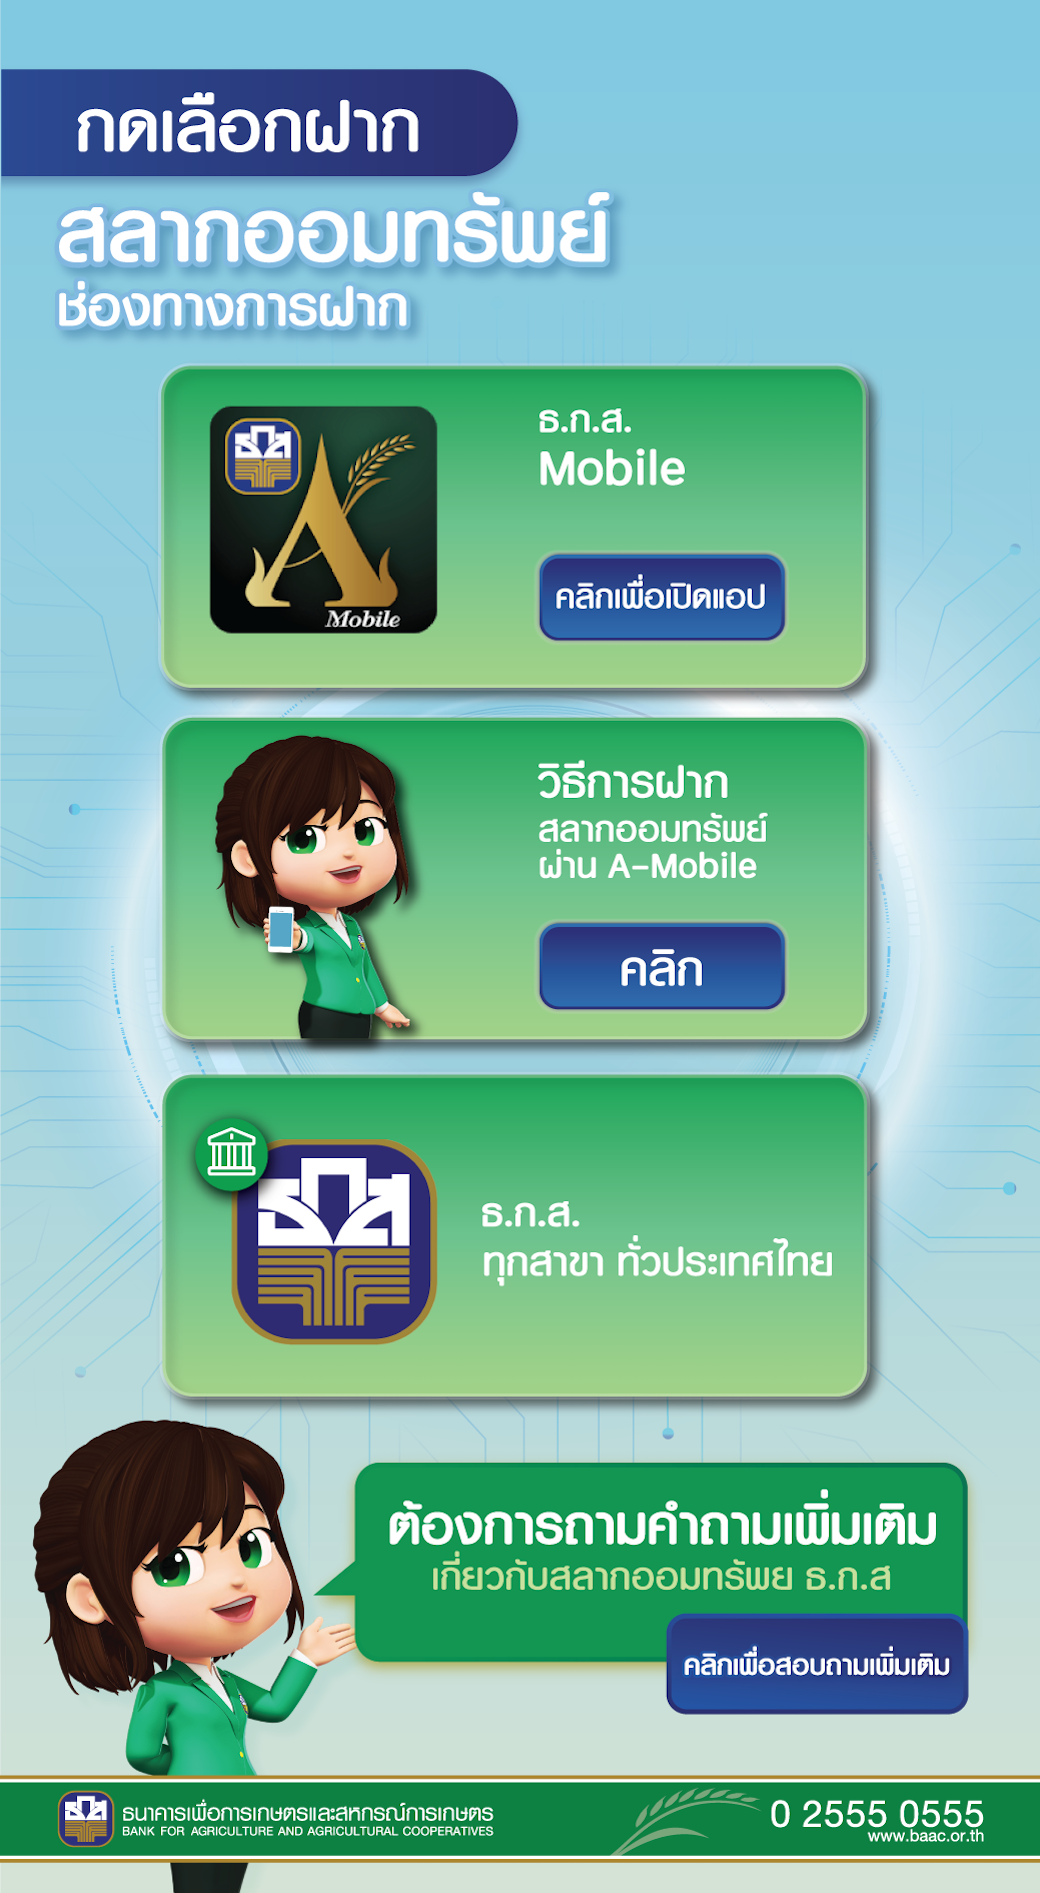 กดเลือกฝาก
สลากออมทรัพย์
ช่องทางการฝาก
ธกส
A
Mobile
ธ.ก.ส.
Mobile
คลิกเพื่อเปิดแอป
วิธีการฝาก
สลากออมทรัพย์
ผ่าน A-Mobile
คลิก
ธกส
ธ.ก.ส.
ทุกสาขา ทั่วประเทศไทย
ต้องการถามคำถามเพิ่มเติม
เกี่ยวกับสลากออมทรัพย ธ.ก.ส
คลิกเพื่อสอบถามเพิ่มเติม
ธกส
ธนาคารเพื่อการเกษตรและสหกรณ์การเกษตร
BANK FOR AGRICULTURE AND AGRICULTURAL COOPERATIVES
0 2555 0555
www.baac.or.th